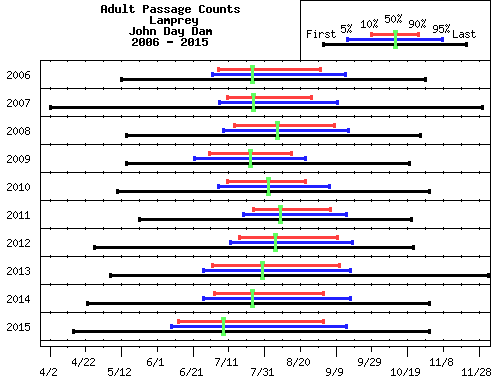 Adult Passage Counts
Lamprey
John Day Dam
2006 - 2015
First 5% 10% 50% 90% 95% Last
2006
2007
2008
2009
2010
2011
2012
2013
2014
2015
4/2 4/22 5/12 6/1 6/21 7/11 7/31 8/20 9/9 9/29 10/19 11/8 11/28